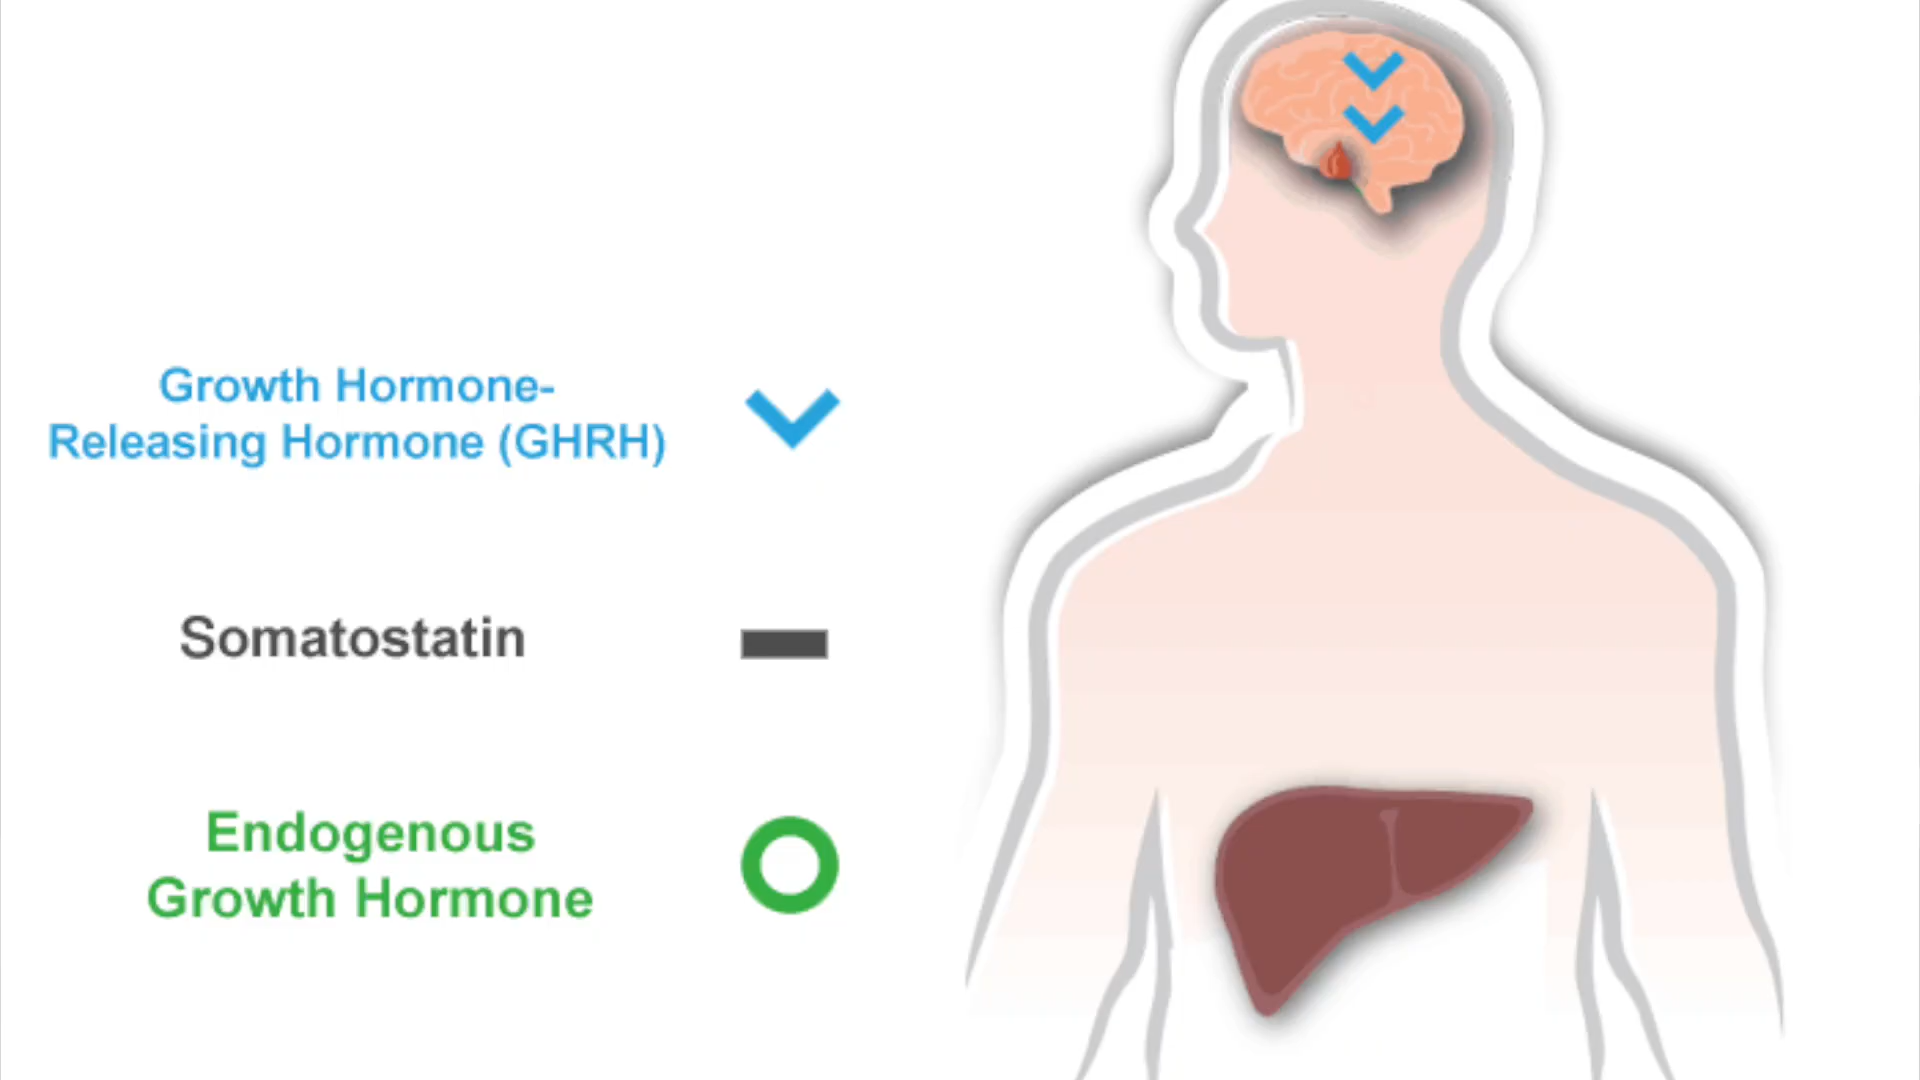 Growth Hormone-
Releasing Hormone (GHRH)
Somatostatin
Endogenous
Growth Hormone